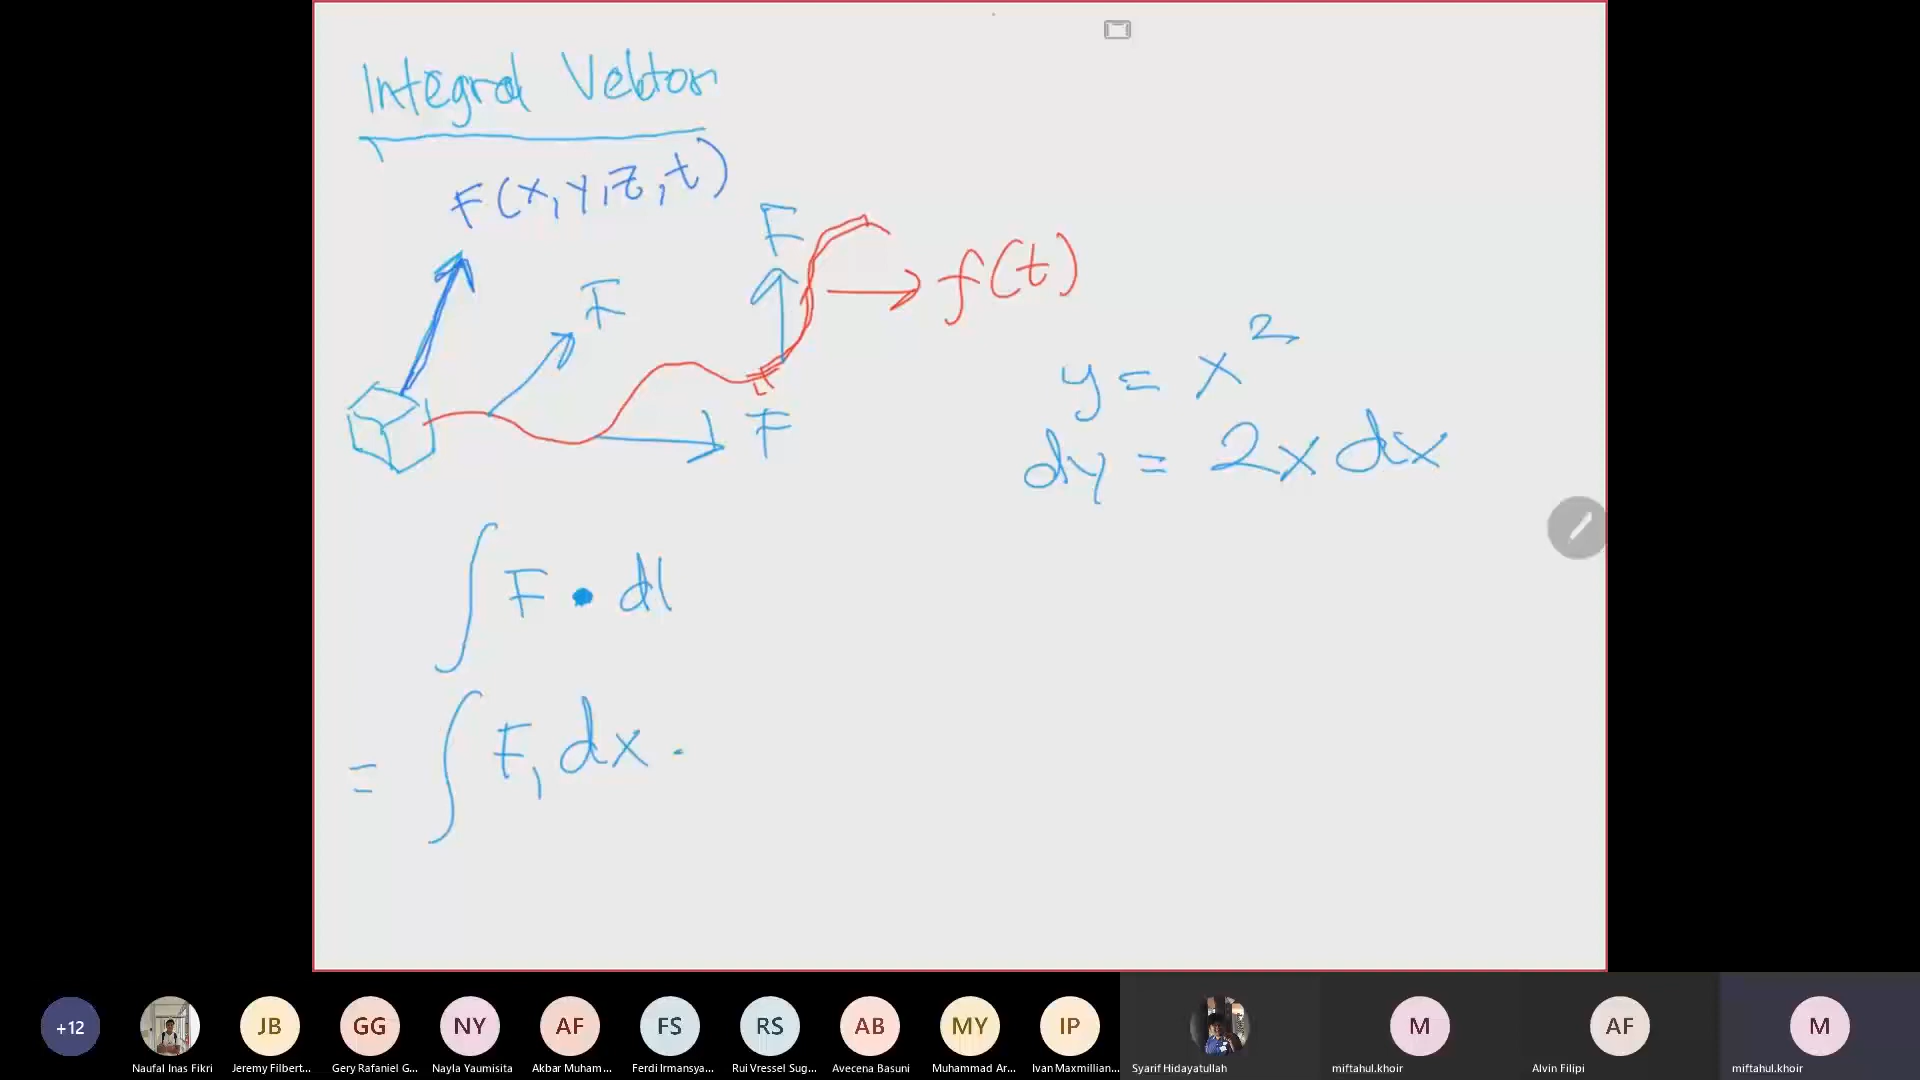 Integral Vektor
F(x, y, z, t)
F
F
f(t)
F
y = x²
dy = 2x dx
∫ F • dl
= ∫ F₁ dx -
+12
JB
GG
NY
AF
FS
RS
AB
MY
IP
M
AF
M
Naufal Inas Fikri
Jeremy Filbert...
Gery Rafaniel G...
Nayla Yaumisita
Akbar Muham...
Ferdi Irmansya...
Rui Vressel Sug...
Avecena Basuni
Muhammad Ar...
Ivan Maxmillian...
Syarif Hidayatullah
miftahul.khoir
Alvin Filipi
miftahul.khoir